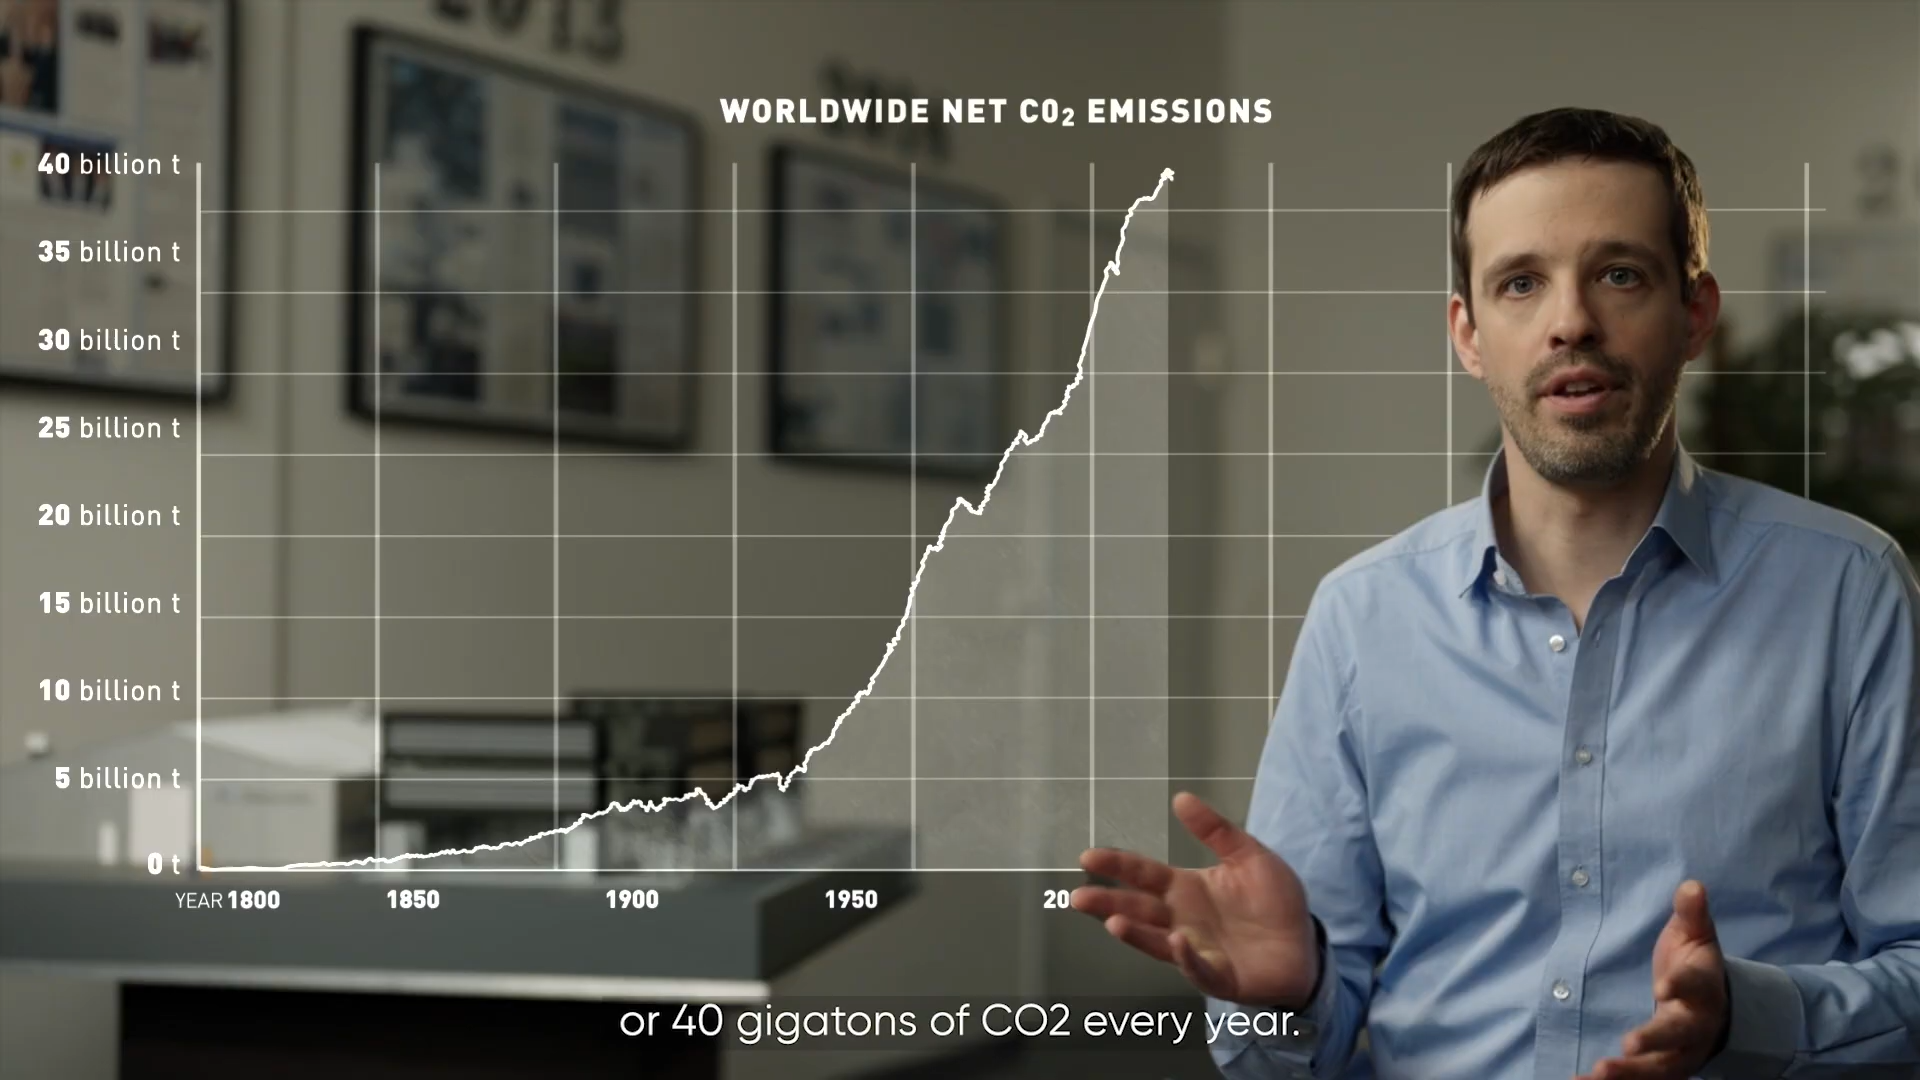 2013
WORLDWIDE NET CO₂ EMISSIONS
40 billion t
35 billion t
30 billion t
25 billion t
20 billion t
15 billion t
10 billion t
5 billion t
0 t
YEAR 1800 1850 1900 1950
or 40 gigatons of CO2 every year.